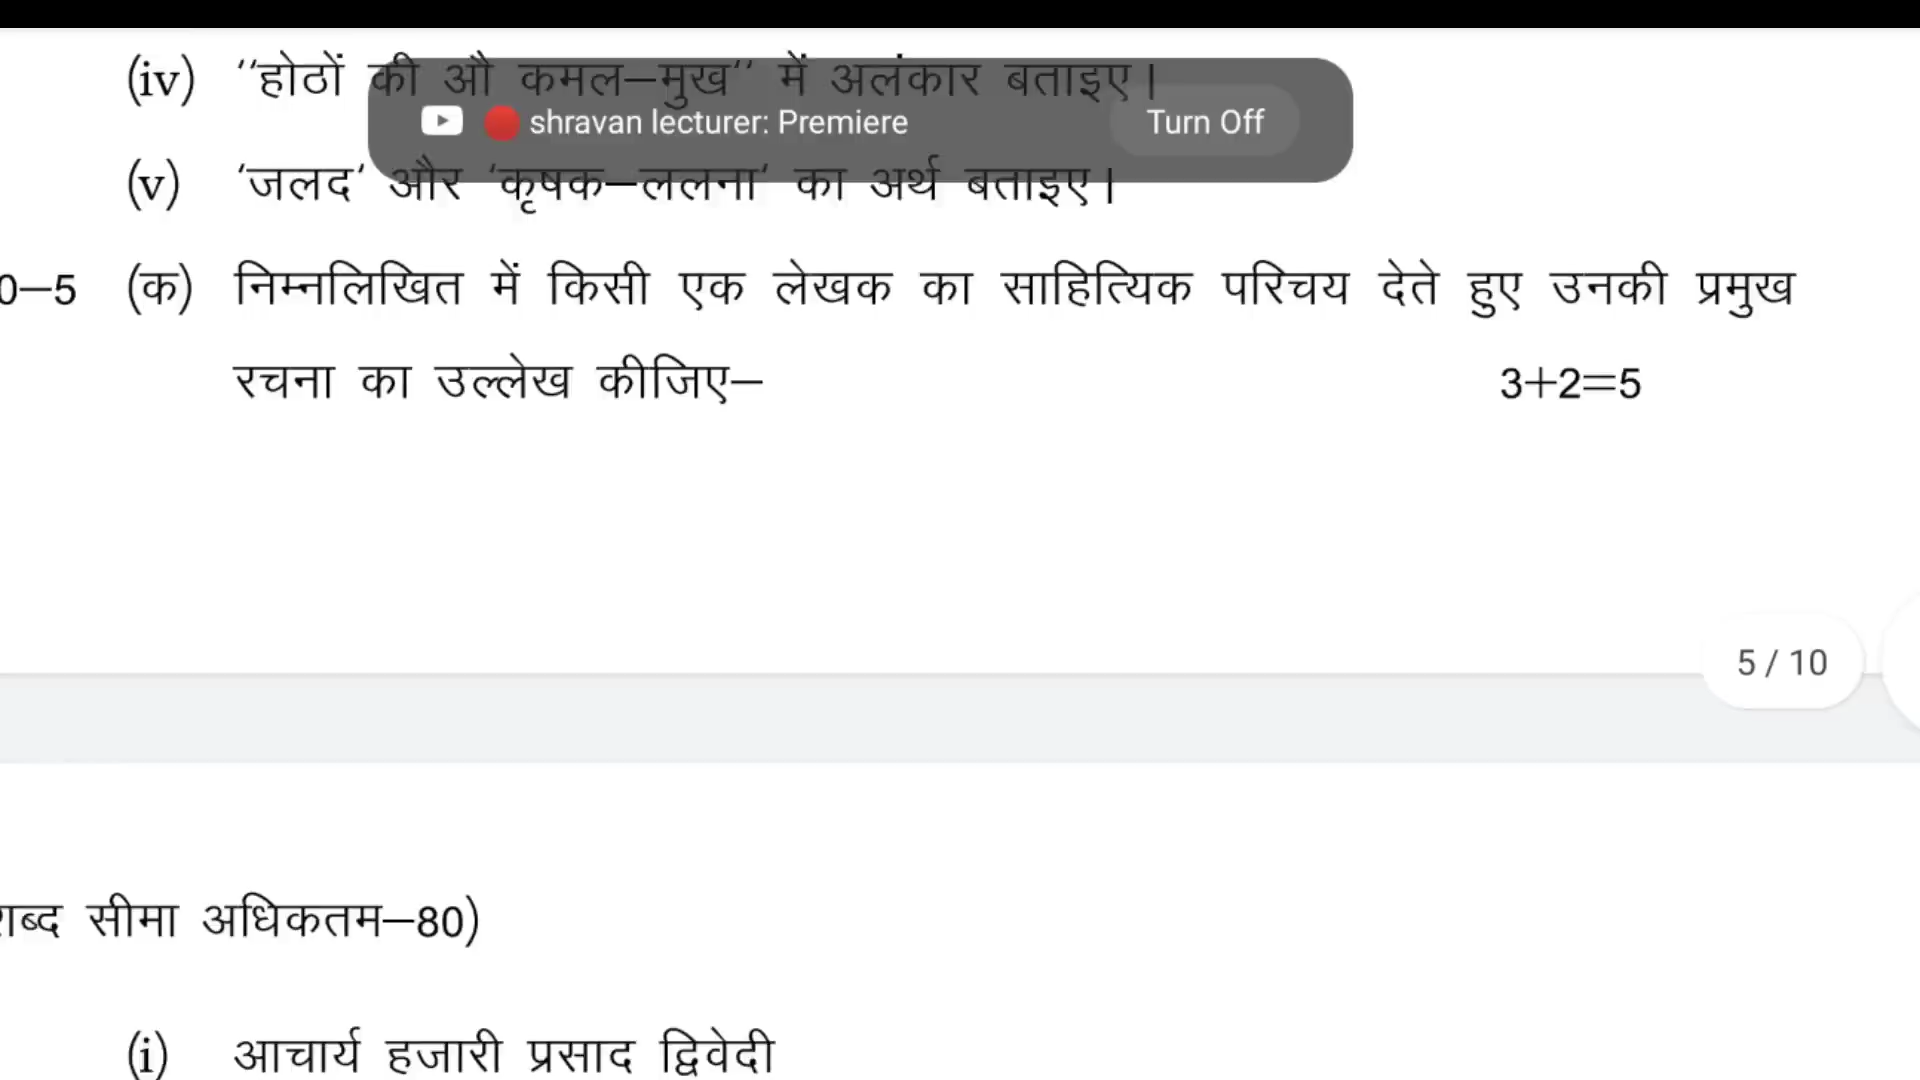 (iv) ‘‘होठों की औ कमल–मुख’’ में अलंकार बताइए।
shravan lecturer: Premiere Turn Off
(v) ‘जलद’ और ‘कृषक–ललना’ का अर्थ बताइए।
0–5 (क) निम्नलिखित में किसी एक लेखक का साहित्यिक परिचय देते हुए उनकी प्रमुख
रचना का उल्लेख कीजिए– 3+2=5
5 / 10
शब्द सीमा अधिकतम–80)
(i) आचार्य हजारी प्रसाद द्विवेदी